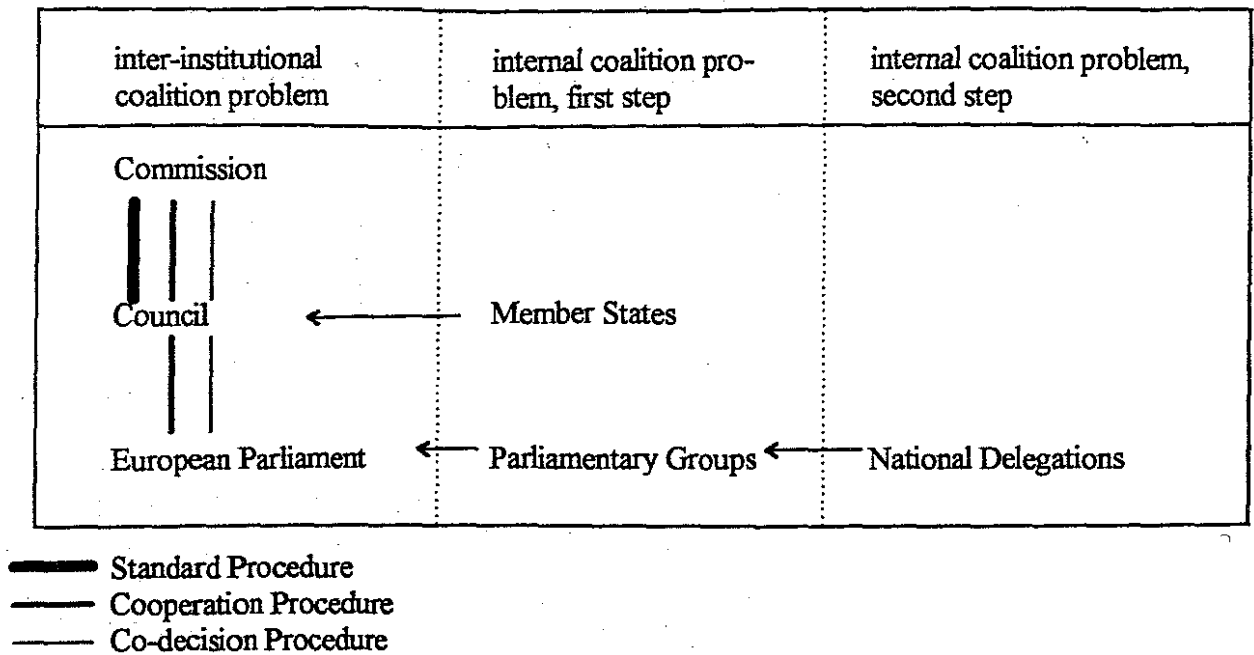 inter-institutional
coalition problem
internal coalition pro-
blem, first step
internal coalition problem,
second step
Commission
Council
Member States
European Parliament
Parliamentary Groups
National Delegations
Standard Procedure
Cooperation Procedure
Co-decision Procedure